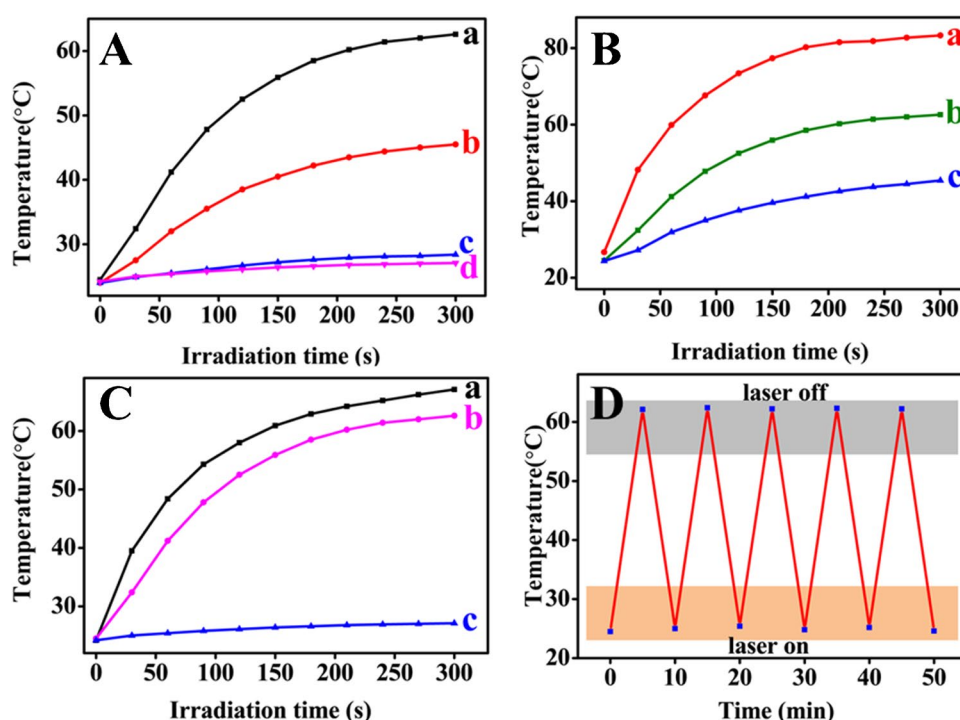 A
a
b
c
d
Temperature(°C)
60
50
40
30
0 50 100 150 200 250 300
Irradiation time (s)
B
a
b
c
Temperature(°C)
80
60
40
20
0 50 100 150 200 250 300
Irradiation time (s)
C
a
b
c
Temperature(°C)
60
50
40
30
0 50 100 150 200 250 300
Irradiation time (s)
D
laser off
laser on
Temperature(°C)
60
50
40
30
20
0 10 20 30 40 50
Time (min)